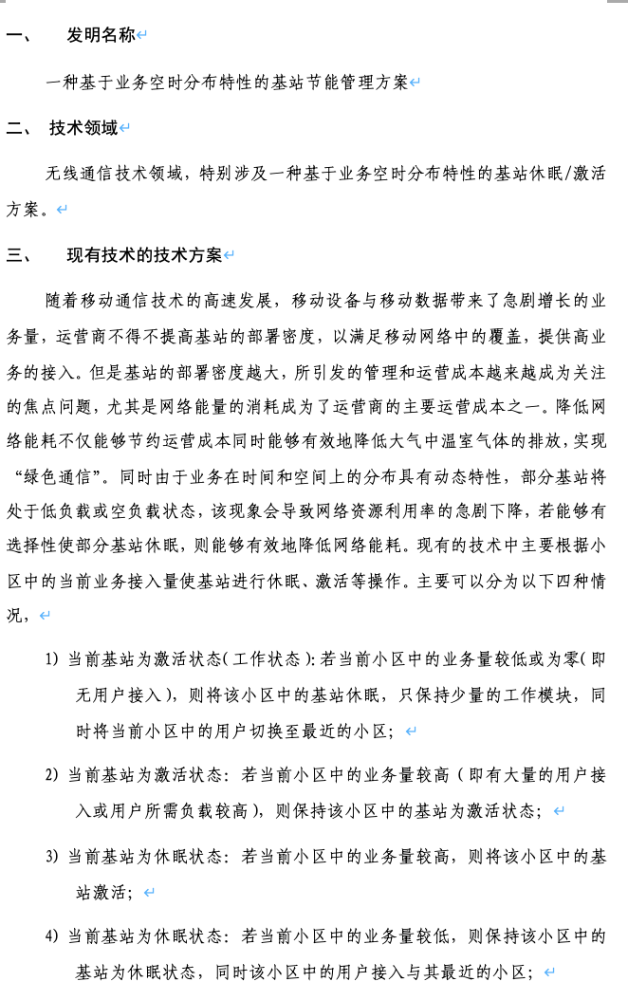 一、 发明名称
一种基于业务空时分布特性的基站节能管理方案
二、 技术领域
无线通信技术领域，特别涉及一种基于业务空时分布特性的基站休眠/激活
方案。
三、 现有技术的技术方案
随着移动通信技术的高速发展，移动设备与移动数据带来了急剧增长的业
务量，运营商不得不提高基站的部署密度，以满足移动网络中的覆盖，提供高业
务的接入。但是基站的部署密度越大，所引发的管理和运营成本越来越成为关注
的焦点问题，尤其是网络能量的消耗成为了运营商的主要运营成本之一。降低网
络能耗不仅能够节约运营成本同时能够有效地降低大气中温室气体的排放，实现
“绿色通信”。同时由于业务在时间和空间上的分布具有动态特性，部分基站将
处于低负载或空负载状态，该现象会导致网络资源利用率的急剧下降，若能够有
选择性使部分基站休眠，则能够有效地降低网络能耗。现有的技术中主要根据小
区中的当前业务接入量使基站进行休眠、激活等操作。主要可以分为以下四种情
况，
1) 当前基站为激活状态(工作状态)：若当前小区中的业务量较低或为零(即
无用户接入)，则将该小区中的基站休眠，只保持少量的工作模块，同
时将当前小区中的用户切换至最近的小区；
2) 当前基站为激活状态：若当前小区中的业务量较高（即有大量的用户接
入或用户所需负载较高)，则保持该小区中的基站为激活状态；
3) 当前基站为休眠状态：若当前小区中的业务量较高，则将该小区中的基
站激活；
4) 当前基站为休眠状态：若当前小区中的业务量较低，则保持该小区中的
基站为休眠状态，同时该小区中的用户接入与其最近的小区；